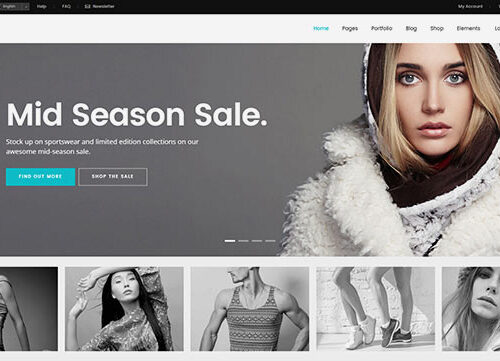 English Help FAQ Newsletter My Account
Home Pages Portfolio Blog Shop Elements
Mid Season Sale.
Stock up on sportswear and limited edition collections on our
awesome mid-season sale.
FIND OUT MORE SHOP THE SALE